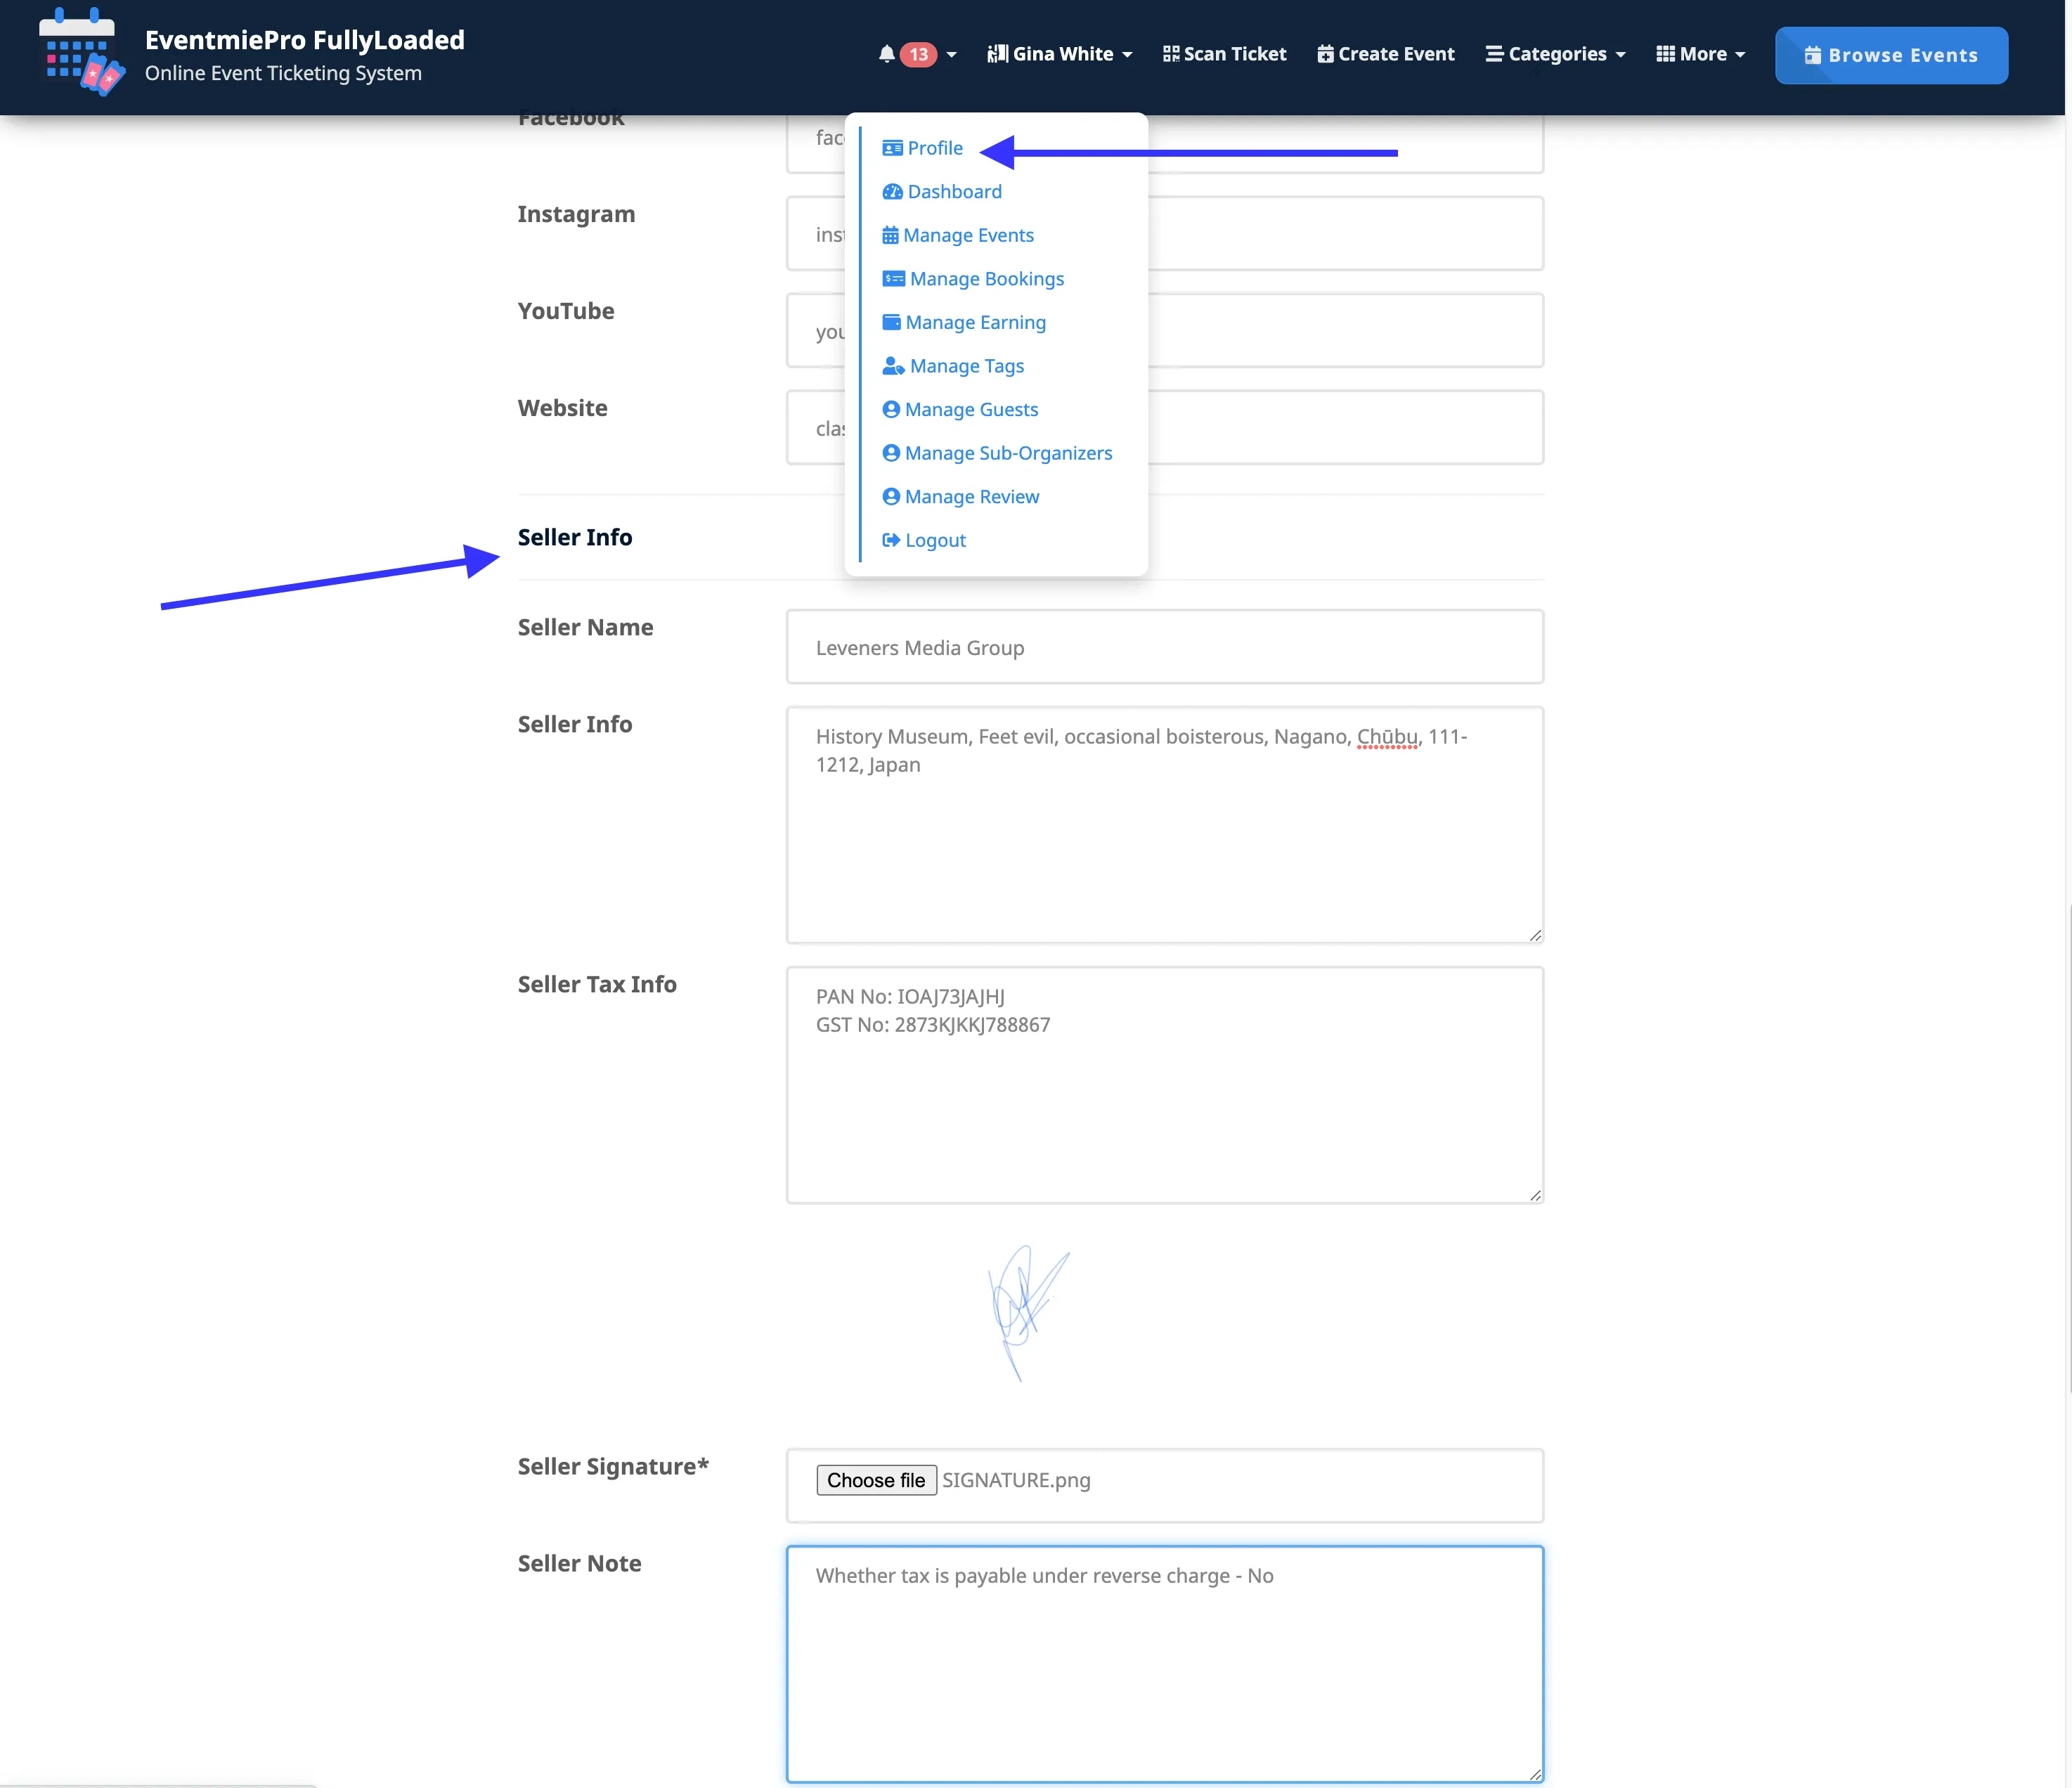 EventmiePro FullyLoaded
Online Event Ticketing System
13
Gina White
Scan Ticket
Create Event
Categories
More
Browse Events
Profile
Dashboard
Manage Events
Manage Bookings
Manage Earning
Manage Tags
Manage Guests
Manage Sub-Organizers
Manage Review
Logout
Facebook
fac
Instagram
inst
YouTube
you
Website
clas
Seller Info
Seller Name
Leveners Media Group
Seller Info
History Museum, Feet evil, occasional boisterous, Nagano, Chūbu, 111-
1212, Japan
Seller Tax Info
PAN No: IOAJ73JAJHJ
GST No: 2873KJKKJ788867
Seller Signature*
Choose file SIGNATURE.png
Seller Note
Whether tax is payable under reverse charge - No